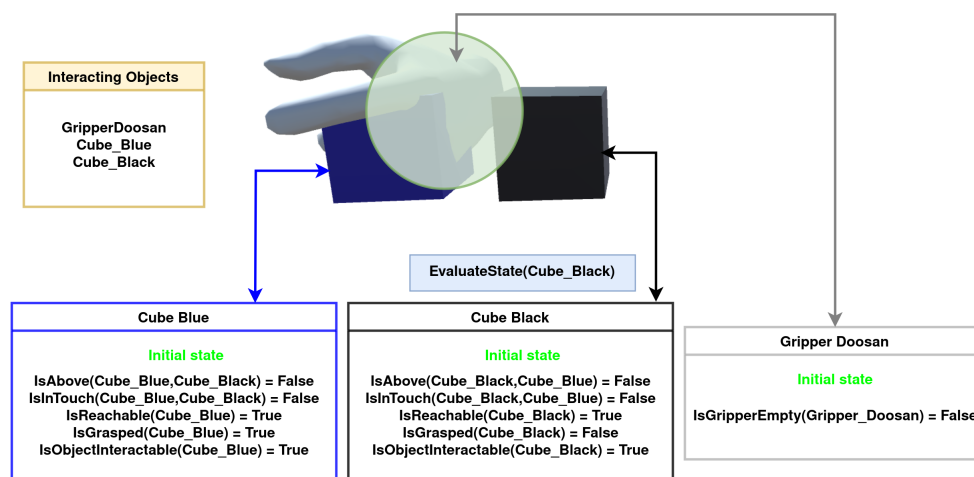 Interacting Objects
GripperDoosan
Cube_Blue
Cube_Black
EvaluateState(Cube_Black)
Cube Blue
Initial state
IsAbove(Cube_Blue,Cube_Black) = False
IsInTouch(Cube_Blue,Cube_Black) = False
IsReachable(Cube_Blue) = True
IsGrasped(Cube_Blue) = True
IsObjectInteractable(Cube_Blue) = True
Cube Black
Initial state
IsAbove(Cube_Black,Cube_Blue) = False
IsInTouch(Cube_Black,Cube_Blue) = False
IsReachable(Cube_Black) = True
IsGrasped(Cube_Black) = False
IsObjectInteractable(Cube_Black) = True
Gripper Doosan
Initial state
IsGripperEmpty(Gripper_Doosan) = False